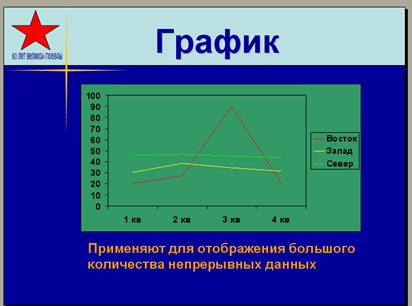 60 ЛЕТ ВЕЛИКОЙ ПОБЕДЫ
График
100
90
80
70
60
50
40
30
20
10
0
1 кв 2 кв 3 кв 4 кв
Восток
Запад
Север
Применяют для отображения большого
количества непрерывных данных